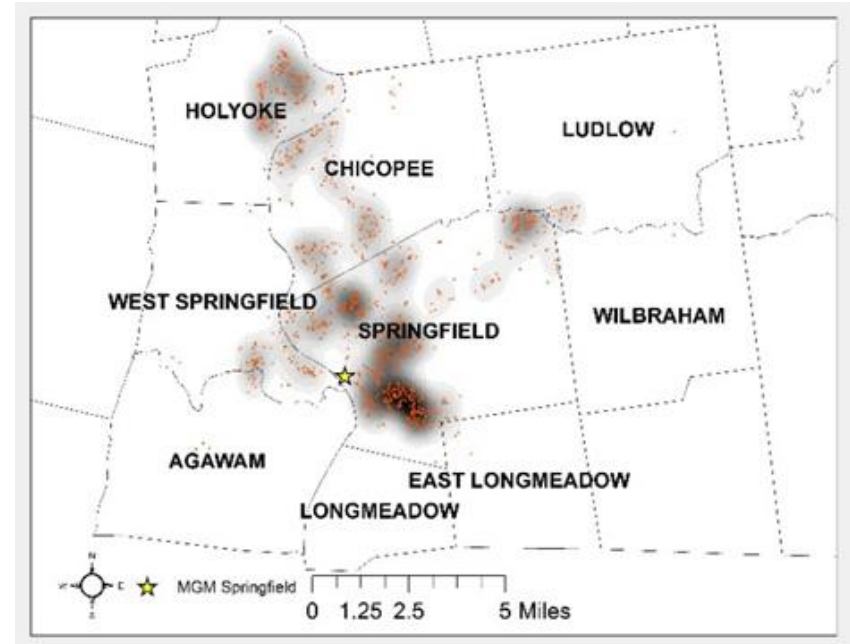 HOLYOKE
LUDLOW
CHICOPEE
WEST SPRINGFIELD
SPRINGFIELD
WILBRAHAM
AGAWAM
EAST LONGMEADOW
LONGMEADOW
N
W E
S
MGM Springfield
0 1.25 2.5 5 Miles